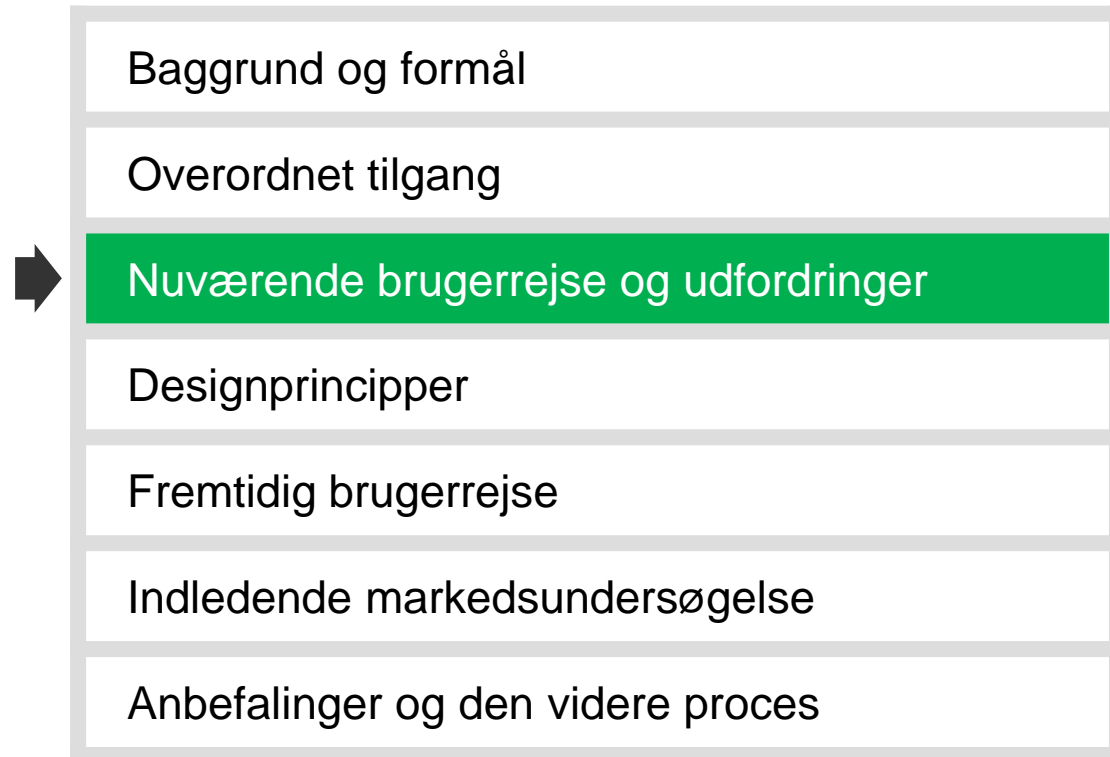 Baggrund og formål
Overordnet tilgang
Nuværende brugerrejse og udfordringer
Designprincipper
Fremtidig brugerrejse
Indledende markedsundersøgelse
Anbefalinger og den videre proces